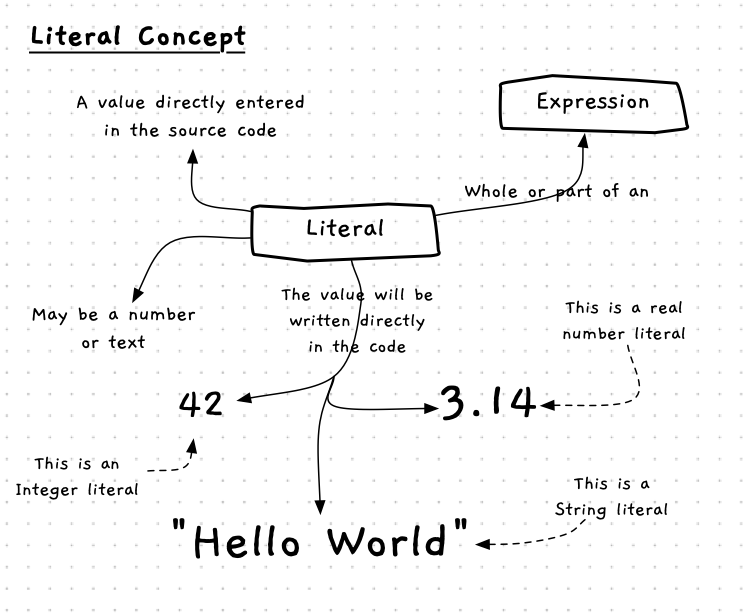 Literal Concept
A value directly entered
in the source code
Expression
Whole or part of an
Literal
The value will be
written directly
in the code
May be a number
or text
This is a real
number literal
42
3.14
This is an
Integer literal
This is a
String literal
"Hello World"